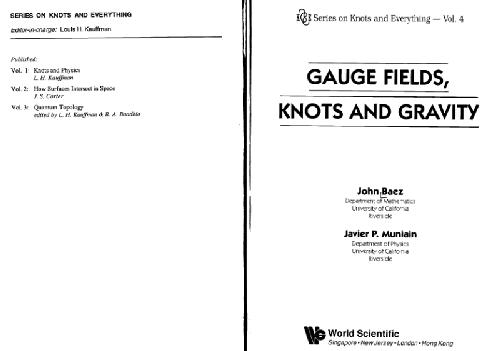 SERIES ON KNOTS AND EVERYTHING
Editor-in-charge: Louis H. Kauffman
Published:
Vol. 1: Knots and Physics
L. H. Kauffman
Vol. 2: How Surfaces Intersect in Space
J. S. Carter
Vol. 3: Quantum Topology
edited by L. H. Kauffman & R. A. Baadhio
Series on Knots and Everything — Vol. 4
GAUGE FIELDS,
KNOTS AND GRAVITY
John Baez
Department of Mathematics
University of California
Riverside
Javier P. Muniain
Department of Physics
University of California
Riverside
World Scientific
Singapore • New Jersey • London • Hong Kong